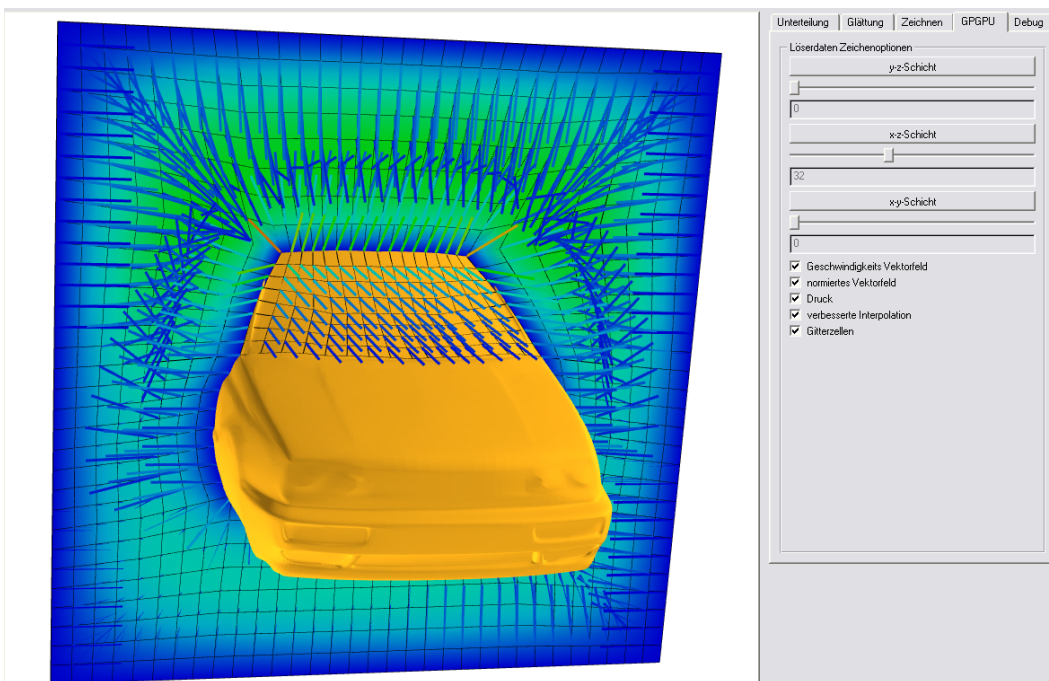 Unterteilung Glättung Zeichnen GPGPU Debug
Löserdaten Zeichenoptionen
y-z-Schicht
0
x-z-Schicht
32
x-y-Schicht
0
Geschwindigkeits Vektorfeld
normiertes Vektorfeld
Druck
verbesserte Interpolation
Gitterzellen